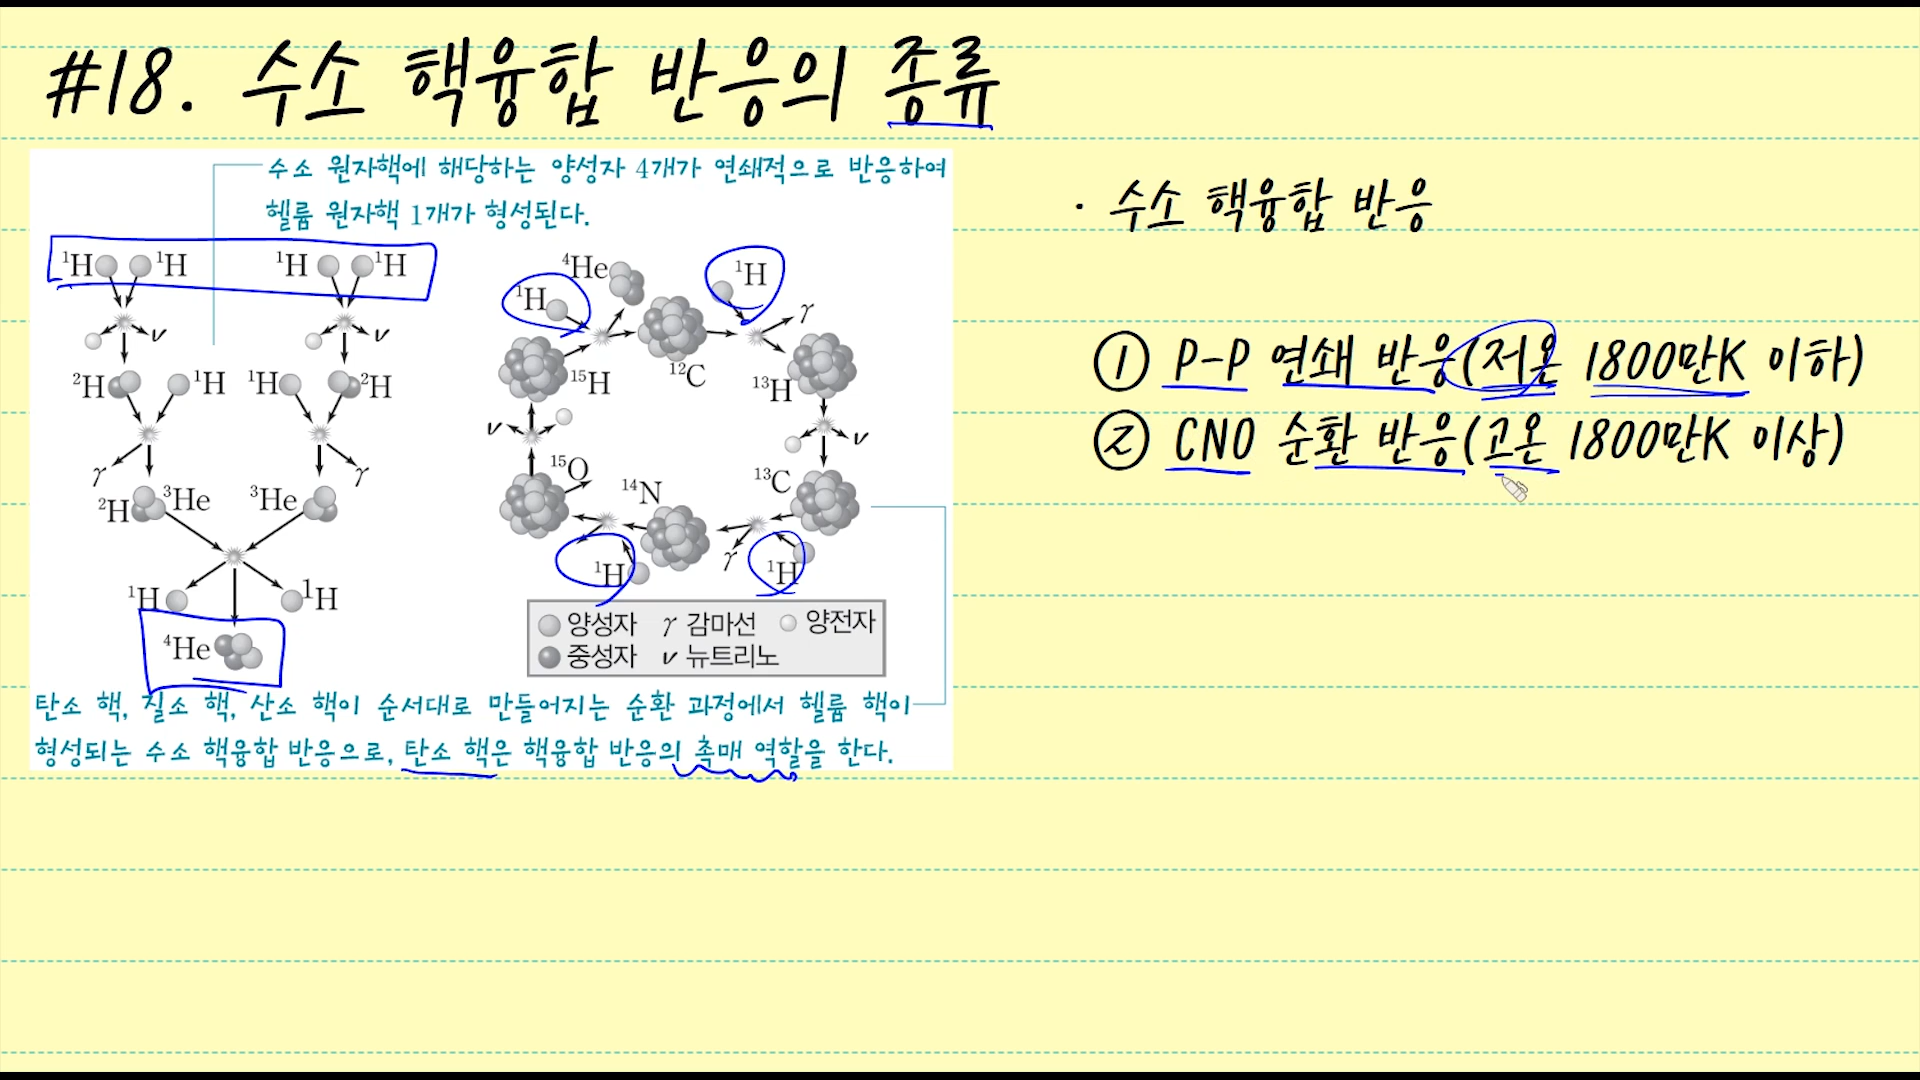 #18. 수소 핵융합 반응의 종류
수소 원자핵에 해당하는 양성자 4개가 연쇄적으로 반응하여
헬륨 원자핵 1개가 형성된다.
¹H ¹H ¹H ¹H
ν ν
²H ¹H ¹H ²H
γ γ
²H ³He ³He
¹H ¹H
⁴He
⁴He ¹H
¹H γ
¹⁵H ¹²C ¹³H
ν ν
¹⁵O ¹⁴N ¹³C
¹H γ ¹H
양성자 γ 감마선 양전자
중성자 ν 뉴트리노
탄소 핵, 질소 핵, 산소 핵이 순서대로 만들어지는 순환 과정에서 헬륨 핵이
형성되는 수소 핵융합 반응으로, 탄소 핵은 핵융합 반응의 촉매 역할을 한다.
· 수소 핵융합 반응
① P-P 연쇄 반응(저온 1800만K 이하)
② CNO 순환 반응(고온 1800만K 이상)